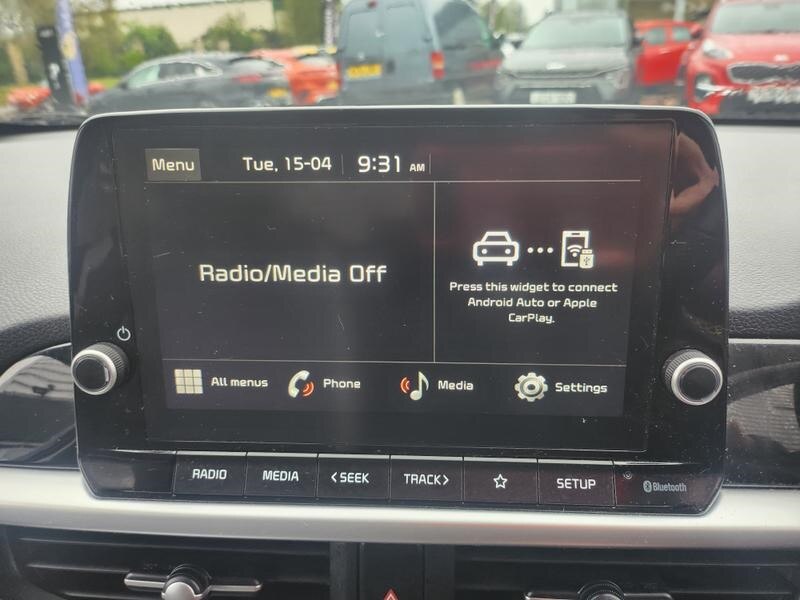 Menu Tue, 15-04 9:31 AM
Radio/Media Off
Press this widget to connect
Android Auto or Apple
CarPlay.
All menus Phone Media Settings
RADIO MEDIA <SEEK TRACK> ☆ SETUP
Bluetooth